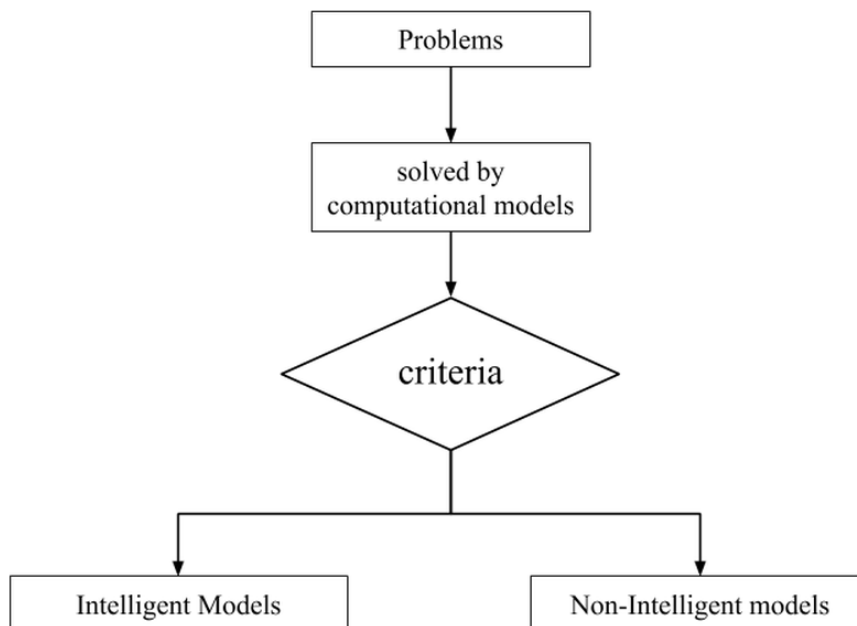 Problems
solved by
computational models
criteria
Intelligent Models
Non-Intelligent models